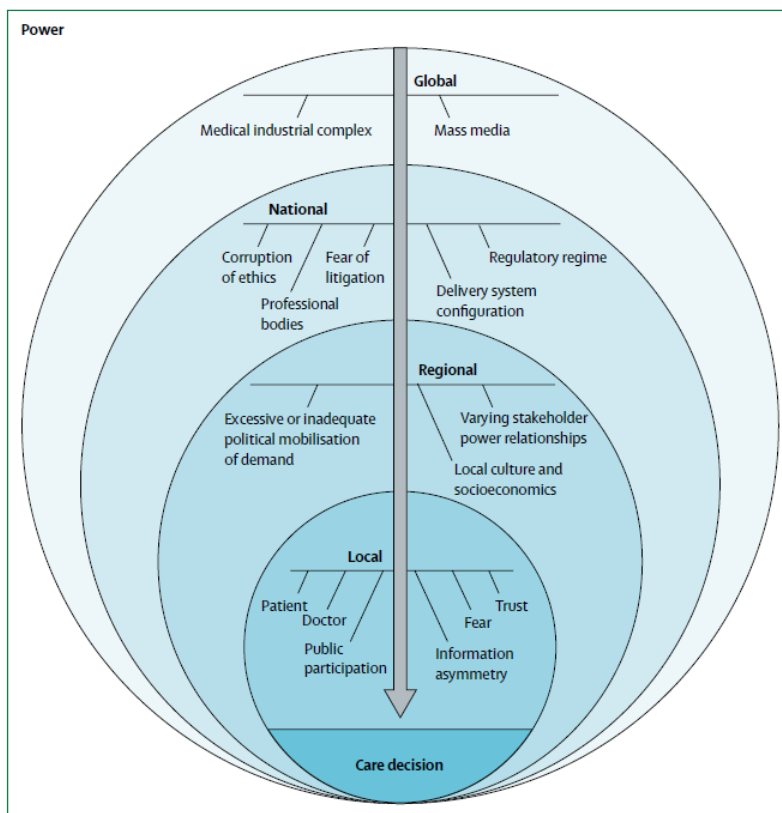 Power
Global
Medical industrial complex
Mass media
National
Corruption
of ethics
Professional
bodies
Fear of
litigation
Delivery system
configuration
Regulatory regime
Regional
Excessive or inadequate
political mobilisation
of demand
Local culture and
socioeconomics
Varying stakeholder
power relationships
Local
Patient
Doctor
Public
participation
Information
asymmetry
Fear
Trust
Care decision